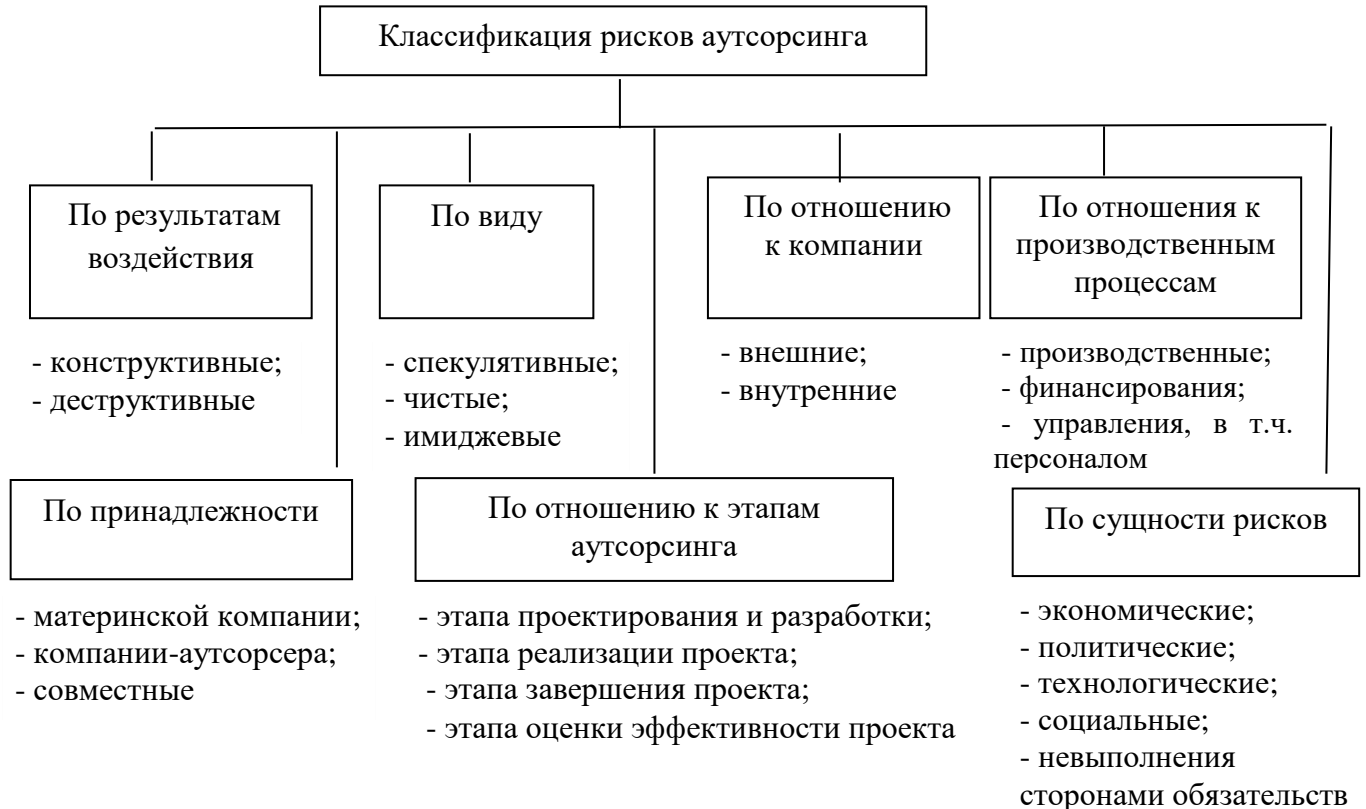 Классификация рисков аутсорсинга
По результатам
воздействия
По виду
По отношению
к компании
По отношения к
производственным
процессам
- конструктивные;
- деструктивные
- спекулятивные;
- чистые;
- имиджевые
- внешние;
- внутренние
- производственные;
- финансирования;
- управления, в т.ч.
персоналом
По принадлежности
По отношению к этапам
аутсорсинга
По сущности рисков
- материнской компании;
- компании-аутсорсера;
- совместные
- этапа проектирования и разработки;
- этапа реализации проекта;
- этапа завершения проекта;
- этапа оценки эффективности проекта
- экономические;
- политические;
- технологические;
- социальные;
- невыполнения
сторонами обязательств